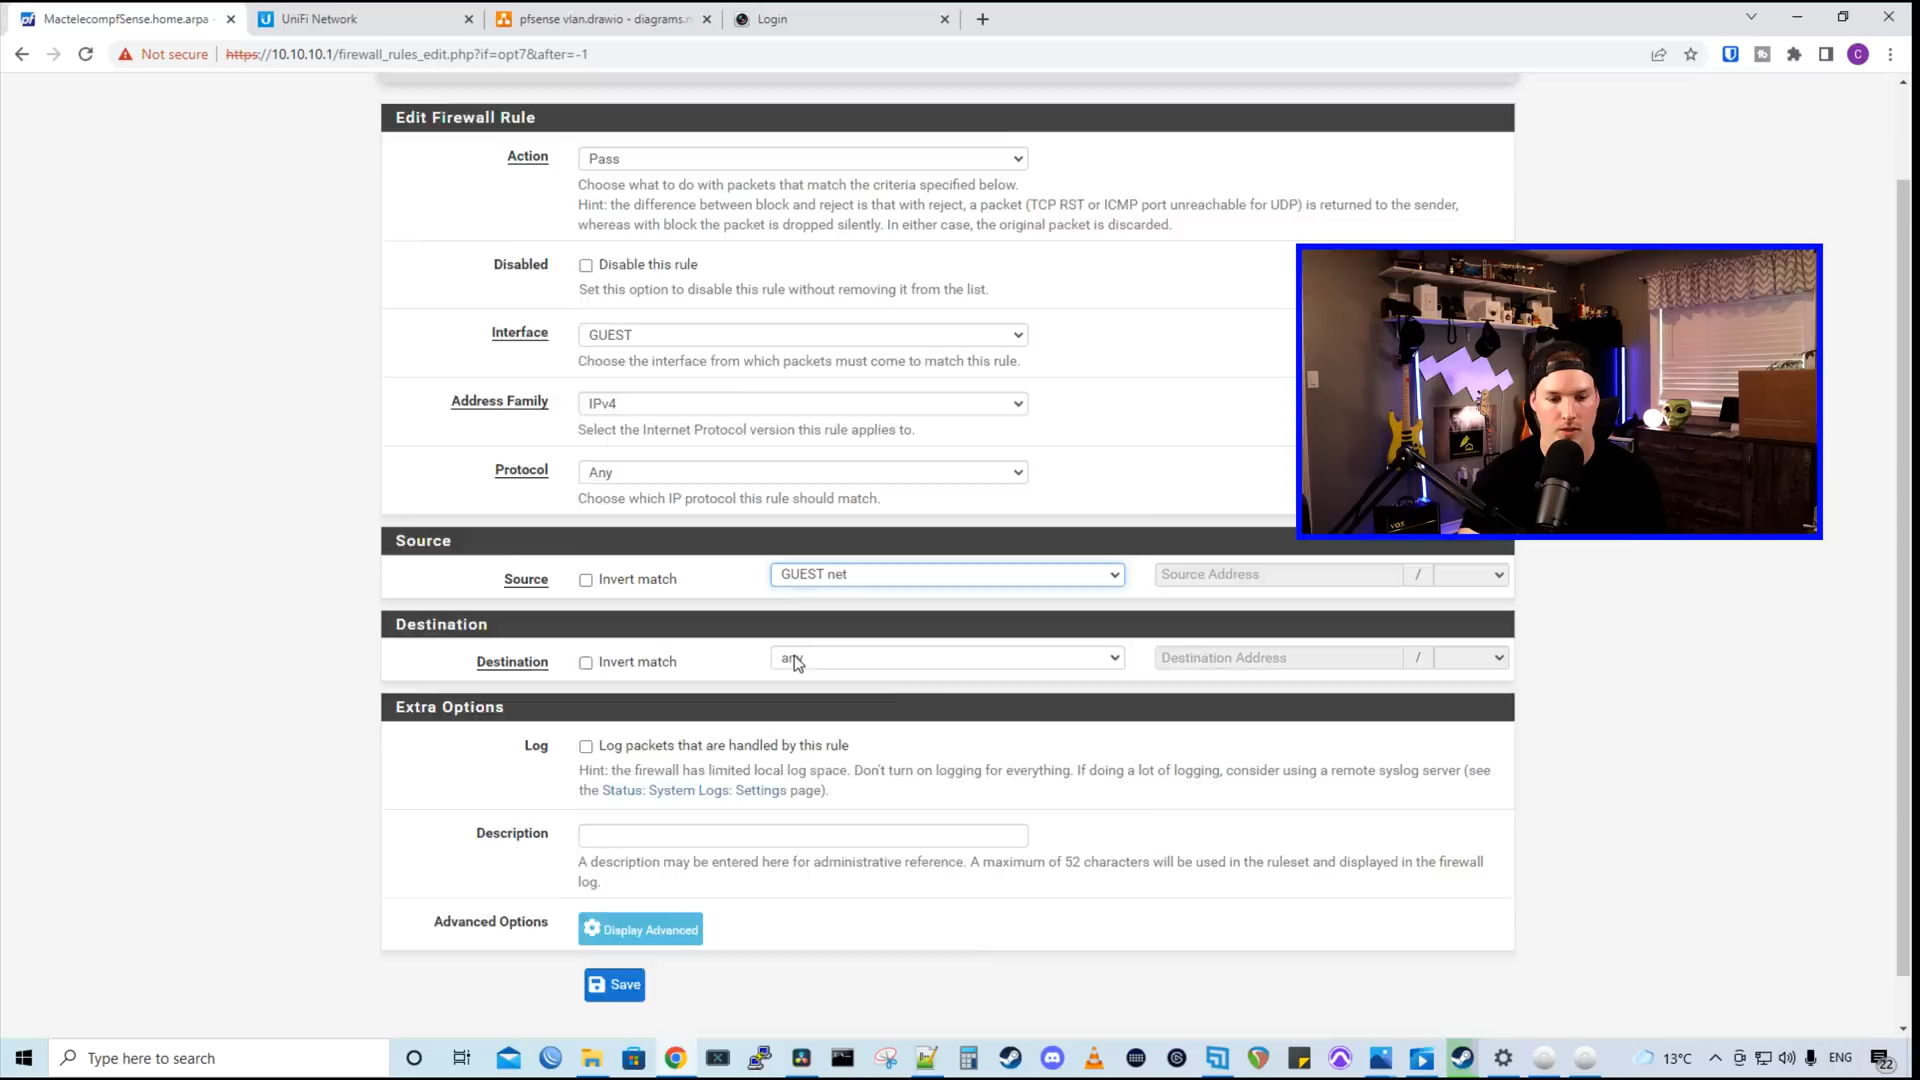 MactelecompfSense.home.arpa
UniFi Network
pfsense vlan.drawio - diagrams.n
Login
Not secure
https://10.10.10.1/firewall_rules_edit.php?if=opt7&after=-1
Edit Firewall Rule
Action
Pass
Choose what to do with packets that match the criteria specified below.
Hint: the difference between block and reject is that with reject, a packet (TCP RST or ICMP port unreachable for UDP) is returned to the sender,
whereas with block the packet is dropped silently. In either case, the original packet is discarded.
Disabled
Disable this rule
Set this option to disable this rule without removing it from the list.
Interface
GUEST
Choose the interface from which packets must come to match this rule.
Address Family
IPv4
Select the Internet Protocol version this rule applies to.
Protocol
Any
Choose which IP protocol this rule should match.
Source
Source
Invert match
GUEST net
Source Address
/
Destination
Destination
Invert match
any
Destination Address
/
Extra Options
Log
Log packets that are handled by this rule
Hint: the firewall has limited local log space. Don't turn on logging for everything. If doing a lot of logging, consider using a remote syslog server (see
the Status: System Logs: Settings page).
Description
A description may be entered here for administrative reference. A maximum of 52 characters will be used in the ruleset and displayed in the firewall
log.
Advanced Options
Display Advanced
Save
Type here to search
13°C
ENG
22
VOX